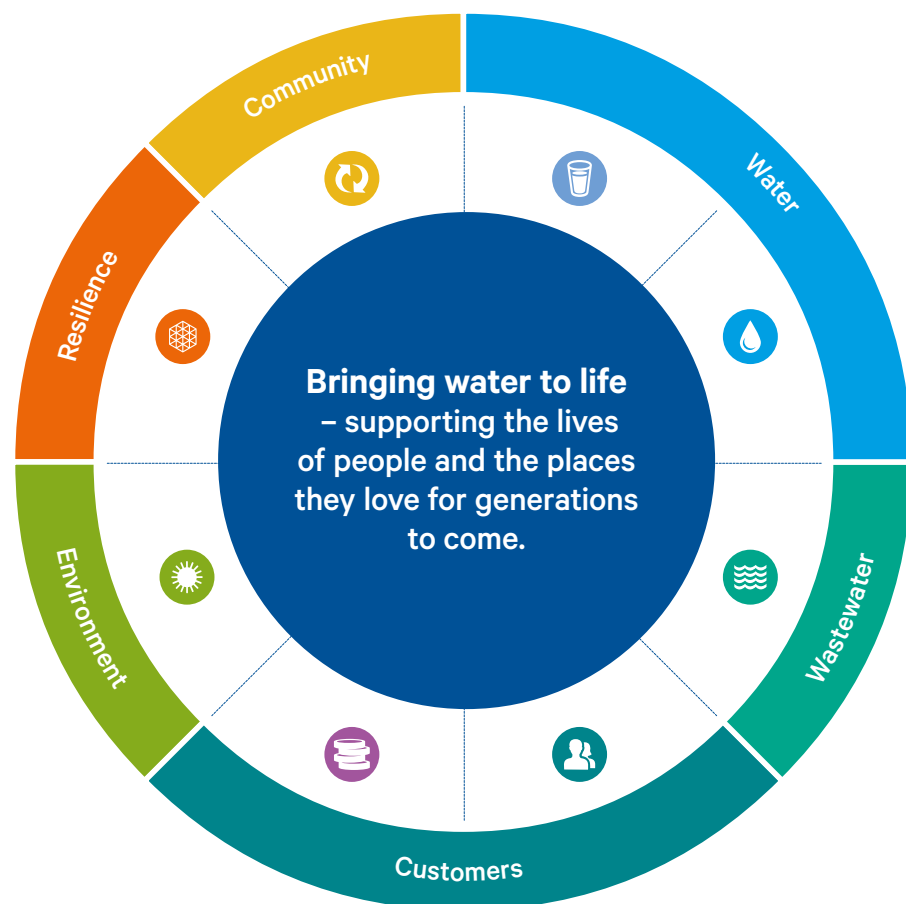 Community
Water
Resilience
Bringing water to life
– supporting the lives
of people and the places
they love for generations
to come.
Environment
Wastewater
Customers